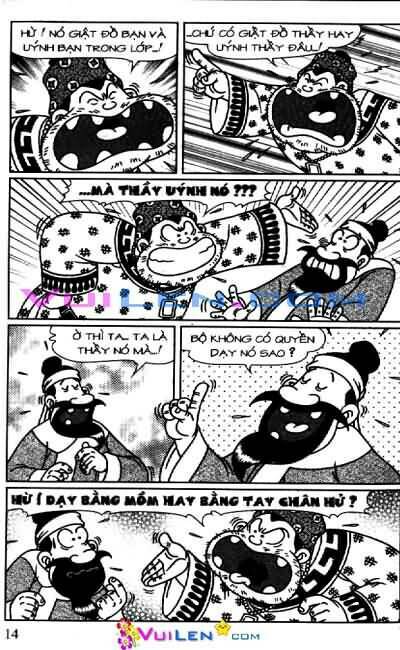 HỪ! NÓ GIẬT ĐỒ BẠN VÀ
UÝNH BẠN TRONG LỚP...!
...CHỨ CÓ GIẬT ĐỒ THẦY HAY
UÝNH THẦY ĐÂU...!
...MÀ THẦY UÝNH NÓ???
VUILEN.COM
Ờ THÌ TA... TA LÀ
THẦY NÓ MÀ...!
BỘ KHÔNG CÓ QUYỀN
DẠY NÓ SAO?
HỪ! DẠY BẰNG MỒM HAY BẰNG TAY CHÂN HỬ?
14
VUILEN.COM